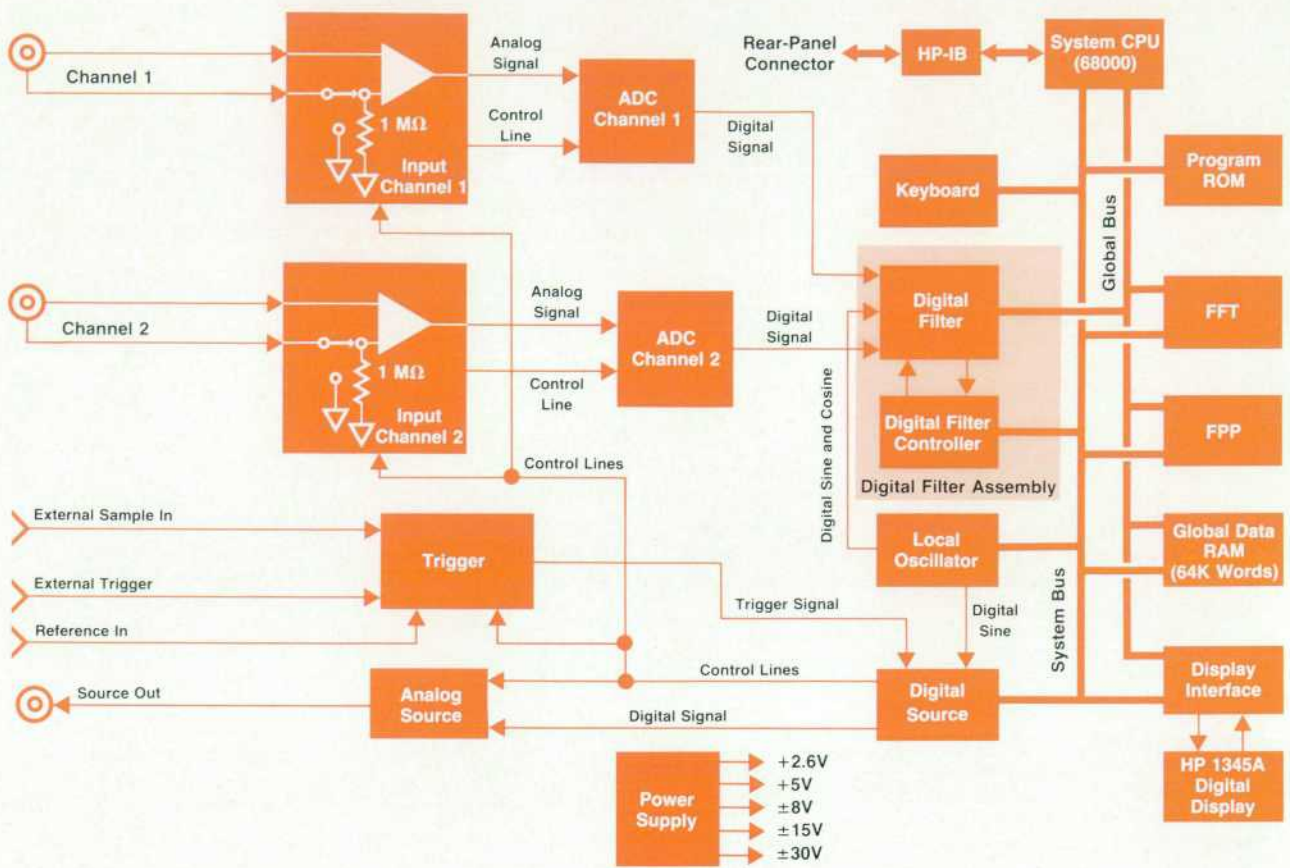 Channel 1
1 MΩ
Input
Channel 1
Analog
Signal
Control
Line
ADC
Channel 1
Digital
Signal
Rear-Panel
Connector
HP-IB
System CPU
(68000)
Keyboard
Program
ROM
Global Bus
Channel 2
1 MΩ
Input
Channel 2
Analog
Signal
Control
Line
ADC
Channel 2
Digital
Signal
Digital Sine and Cosine
Digital
Filter
Digital Filter
Controller
Digital Filter Assembly
FFT
FPP
Control Lines
External Sample In
External Trigger
Reference In
Trigger
Trigger Signal
Local
Oscillator
Digital
Sine
System Bus
Global Data
RAM
(64K Words)
Source Out
Analog
Source
Control Lines
Digital Signal
Digital
Source
Display
Interface
HP 1345A
Digital
Display
Power
Supply
+2.6V
+5V
±8V
±15V
±30V